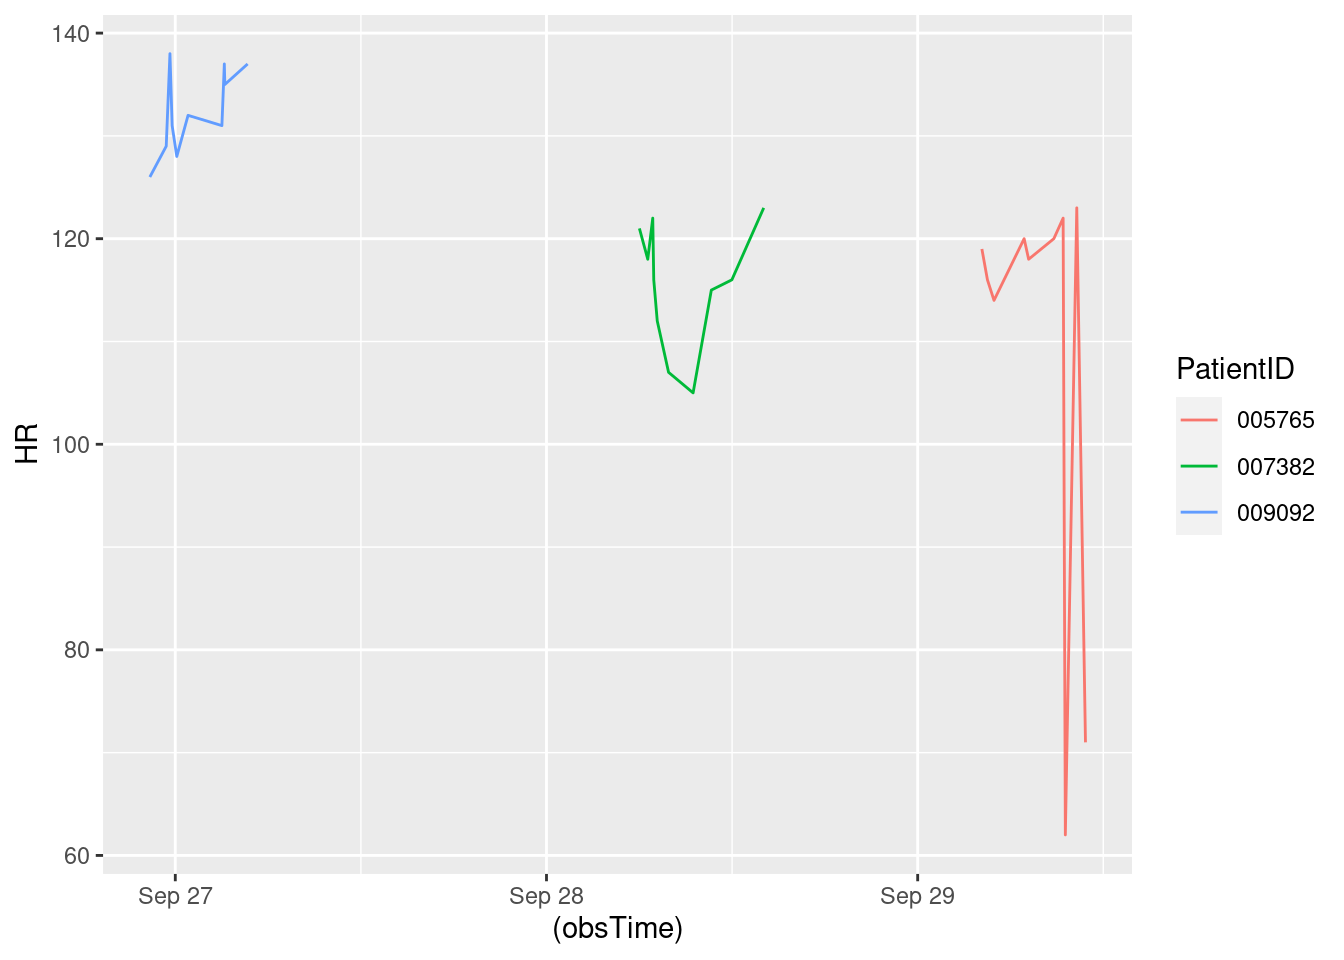 140
120
100
80
60
HR
Sep 27
Sep 28
Sep 29
(obsTime)
PatientID
005765
007382
009092